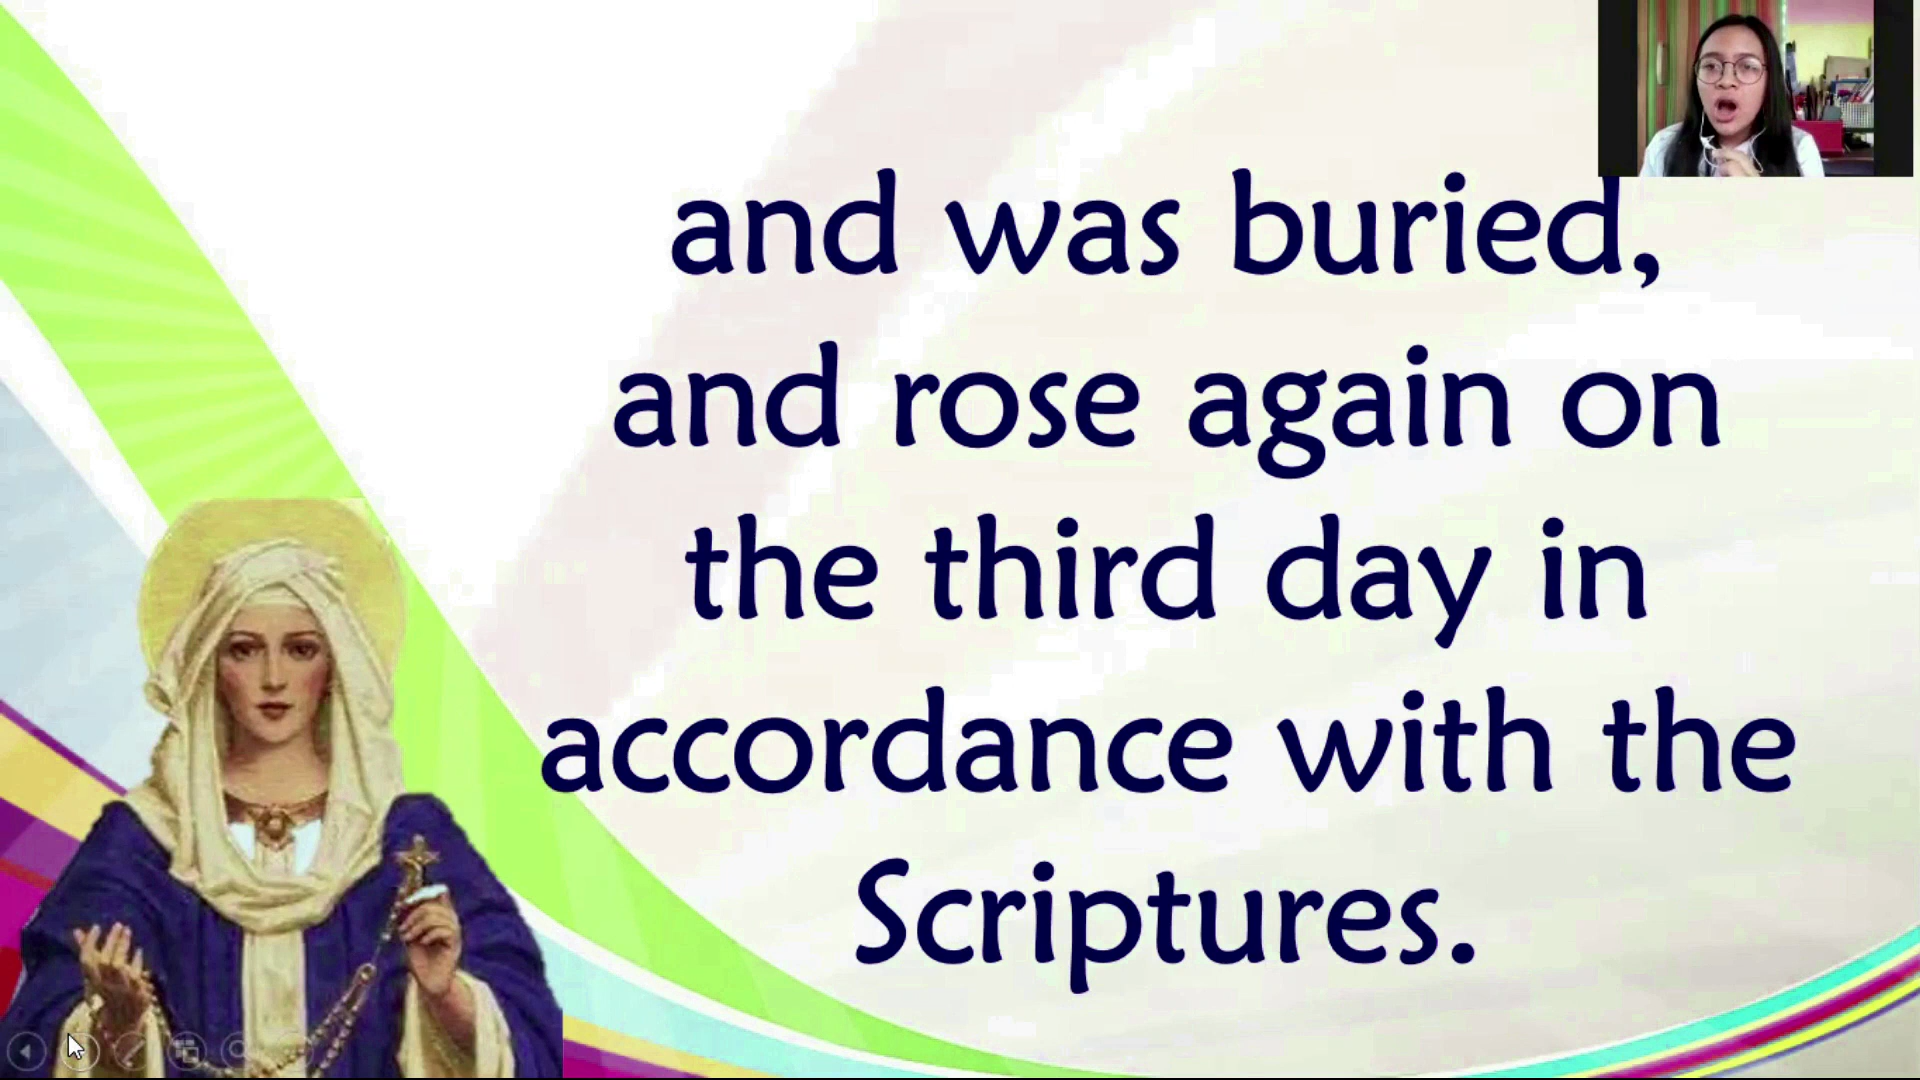 and was buried,
and rose again on
the third day in
accordance with the
Scriptures.